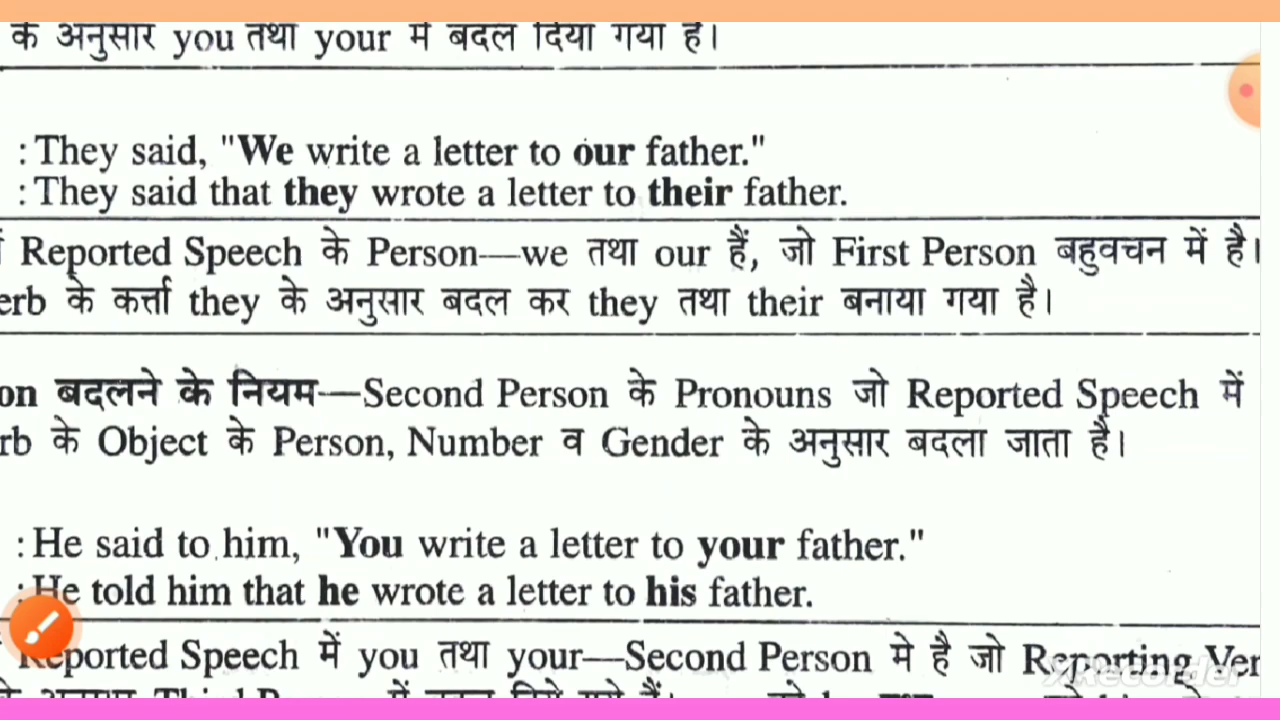 के अनुसार you तथा your में बदल दिया गया है।
: They said, "We write a letter to our father."
: They said that they wrote a letter to their father.
Reported Speech के Person—we तथा our हैं, जो First Person बहुवचन में है।
erb के कर्त्ता they के अनुसार बदल कर they तथा their बनाया गया है।
on बदलने के नियम—Second Person के Pronouns जो Reported Speech में
rb के Object के Person, Number व Gender के अनुसार बदला जाता है।
: He said to him, "You write a letter to your father."
: He told him that he wrote a letter to his father.
Reported Speech में you तथा your—Second Person मे है जो Reporting Ver
XRecorder